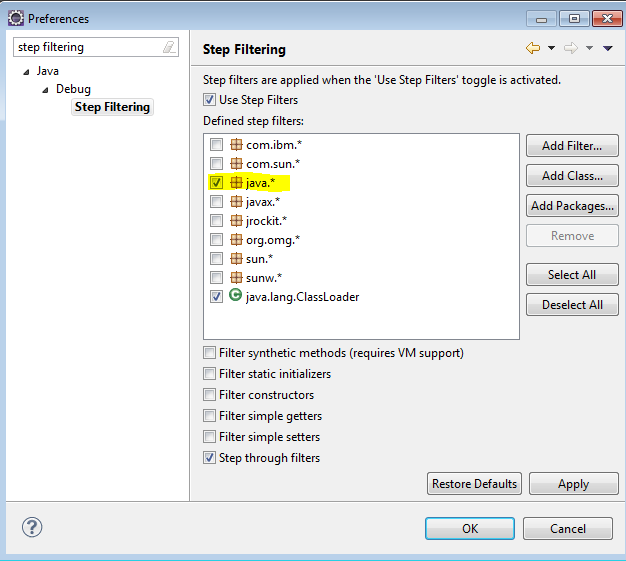 Preferences
step filtering
Java
Debug
Step Filtering
Step Filtering
Step filters are applied when the 'Use Step Filters' toggle is activated.
Use Step Filters
Defined step filters:
com.ibm.*
com.sun.*
java.*
javax.*
jrockit.*
org.omg.*
sun.*
sunw.*
java.lang.ClassLoader
Add Filter...
Add Class...
Add Packages...
Remove
Select All
Deselect All
Filter synthetic methods (requires VM support)
Filter static initializers
Filter constructors
Filter simple getters
Filter simple setters
Step through filters
Restore Defaults
Apply
OK
Cancel